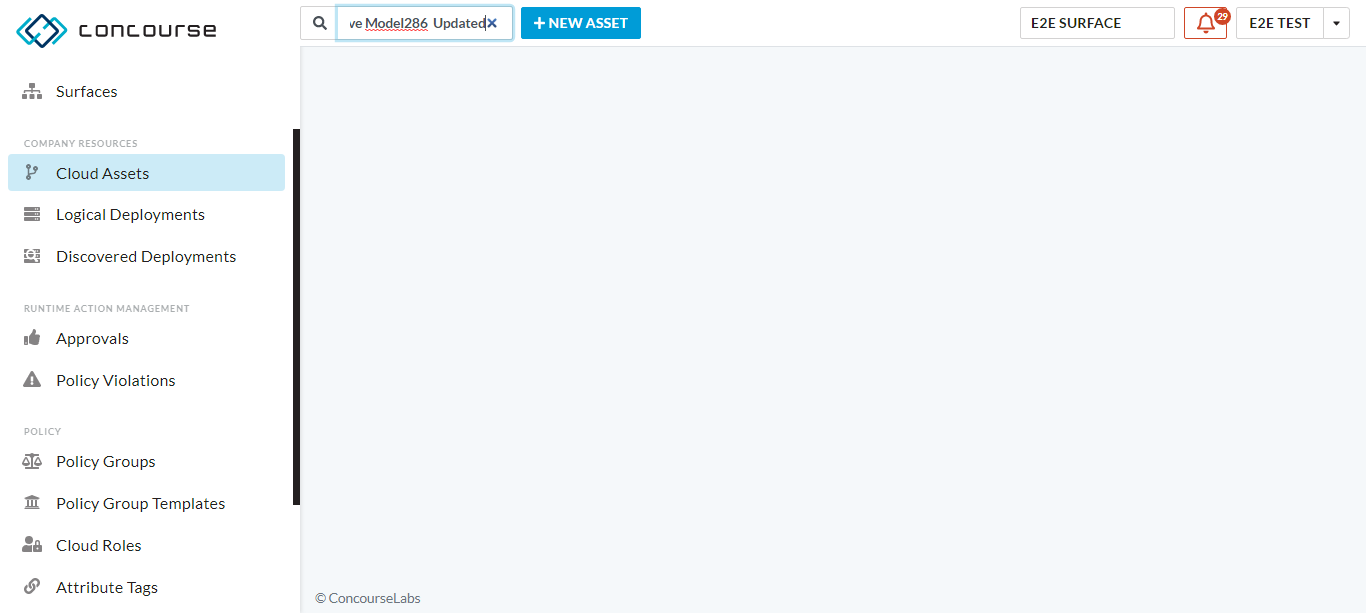 concourse
ve Model286 Updated
NEW ASSET
E2E SURFACE
29
E2E TEST
Surfaces
COMPANY RESOURCES
Cloud Assets
Logical Deployments
Discovered Deployments
RUNTIME ACTION MANAGEMENT
Approvals
Policy Violations
POLICY
Policy Groups
Policy Group Templates
Cloud Roles
Attribute Tags
© ConcourseLabs